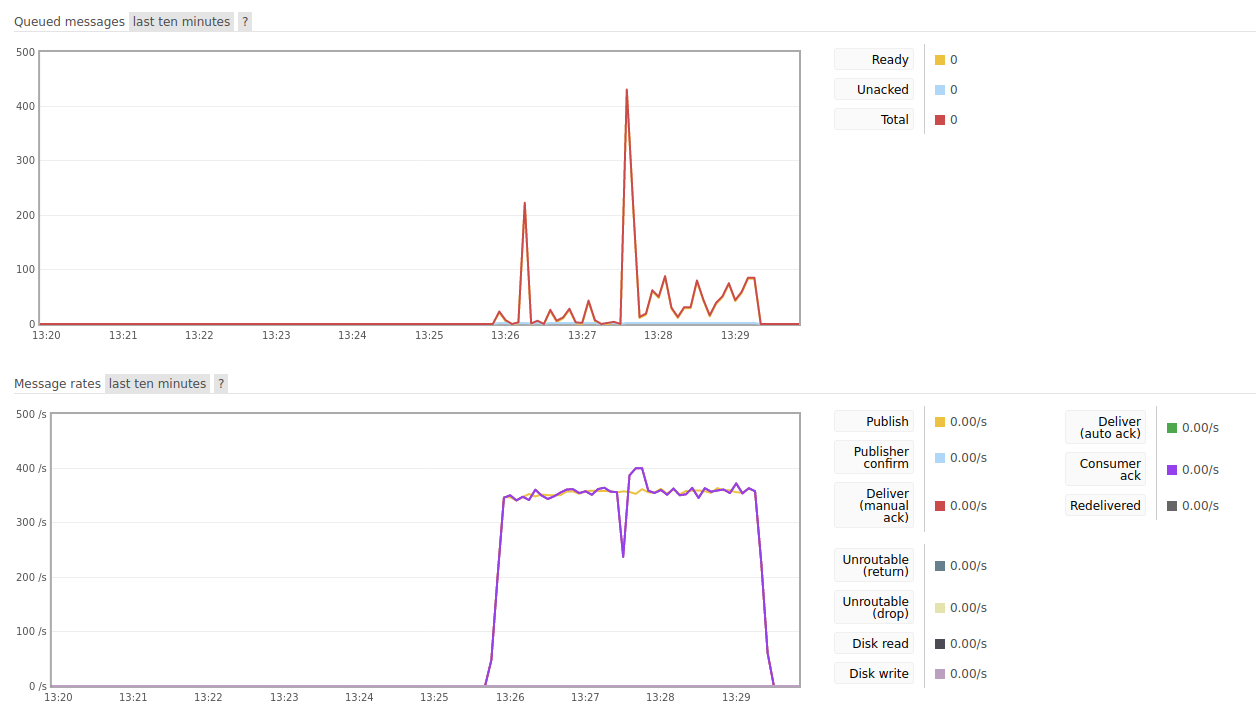 Queued messages last ten minutes ?
500
400
300
200
100
0
13:20 13:21 13:22 13:23 13:24 13:25 13:26 13:27 13:28 13:29
Ready 0
Unacked 0
Total 0
Message rates last ten minutes ?
500 /s
400 /s
300 /s
200 /s
100 /s
0 /s
13:20 13:21 13:22 13:23 13:24 13:25 13:26 13:27 13:28 13:29
Publish 0.00/s
Publisher
confirm 0.00/s
Deliver
(manual 0.00/s
ack)
Deliver
(auto ack) 0.00/s
Consumer
ack 0.00/s
Redelivered 0.00/s
Unroutable
(return) 0.00/s
Unroutable
(drop) 0.00/s
Disk read 0.00/s
Disk write 0.00/s